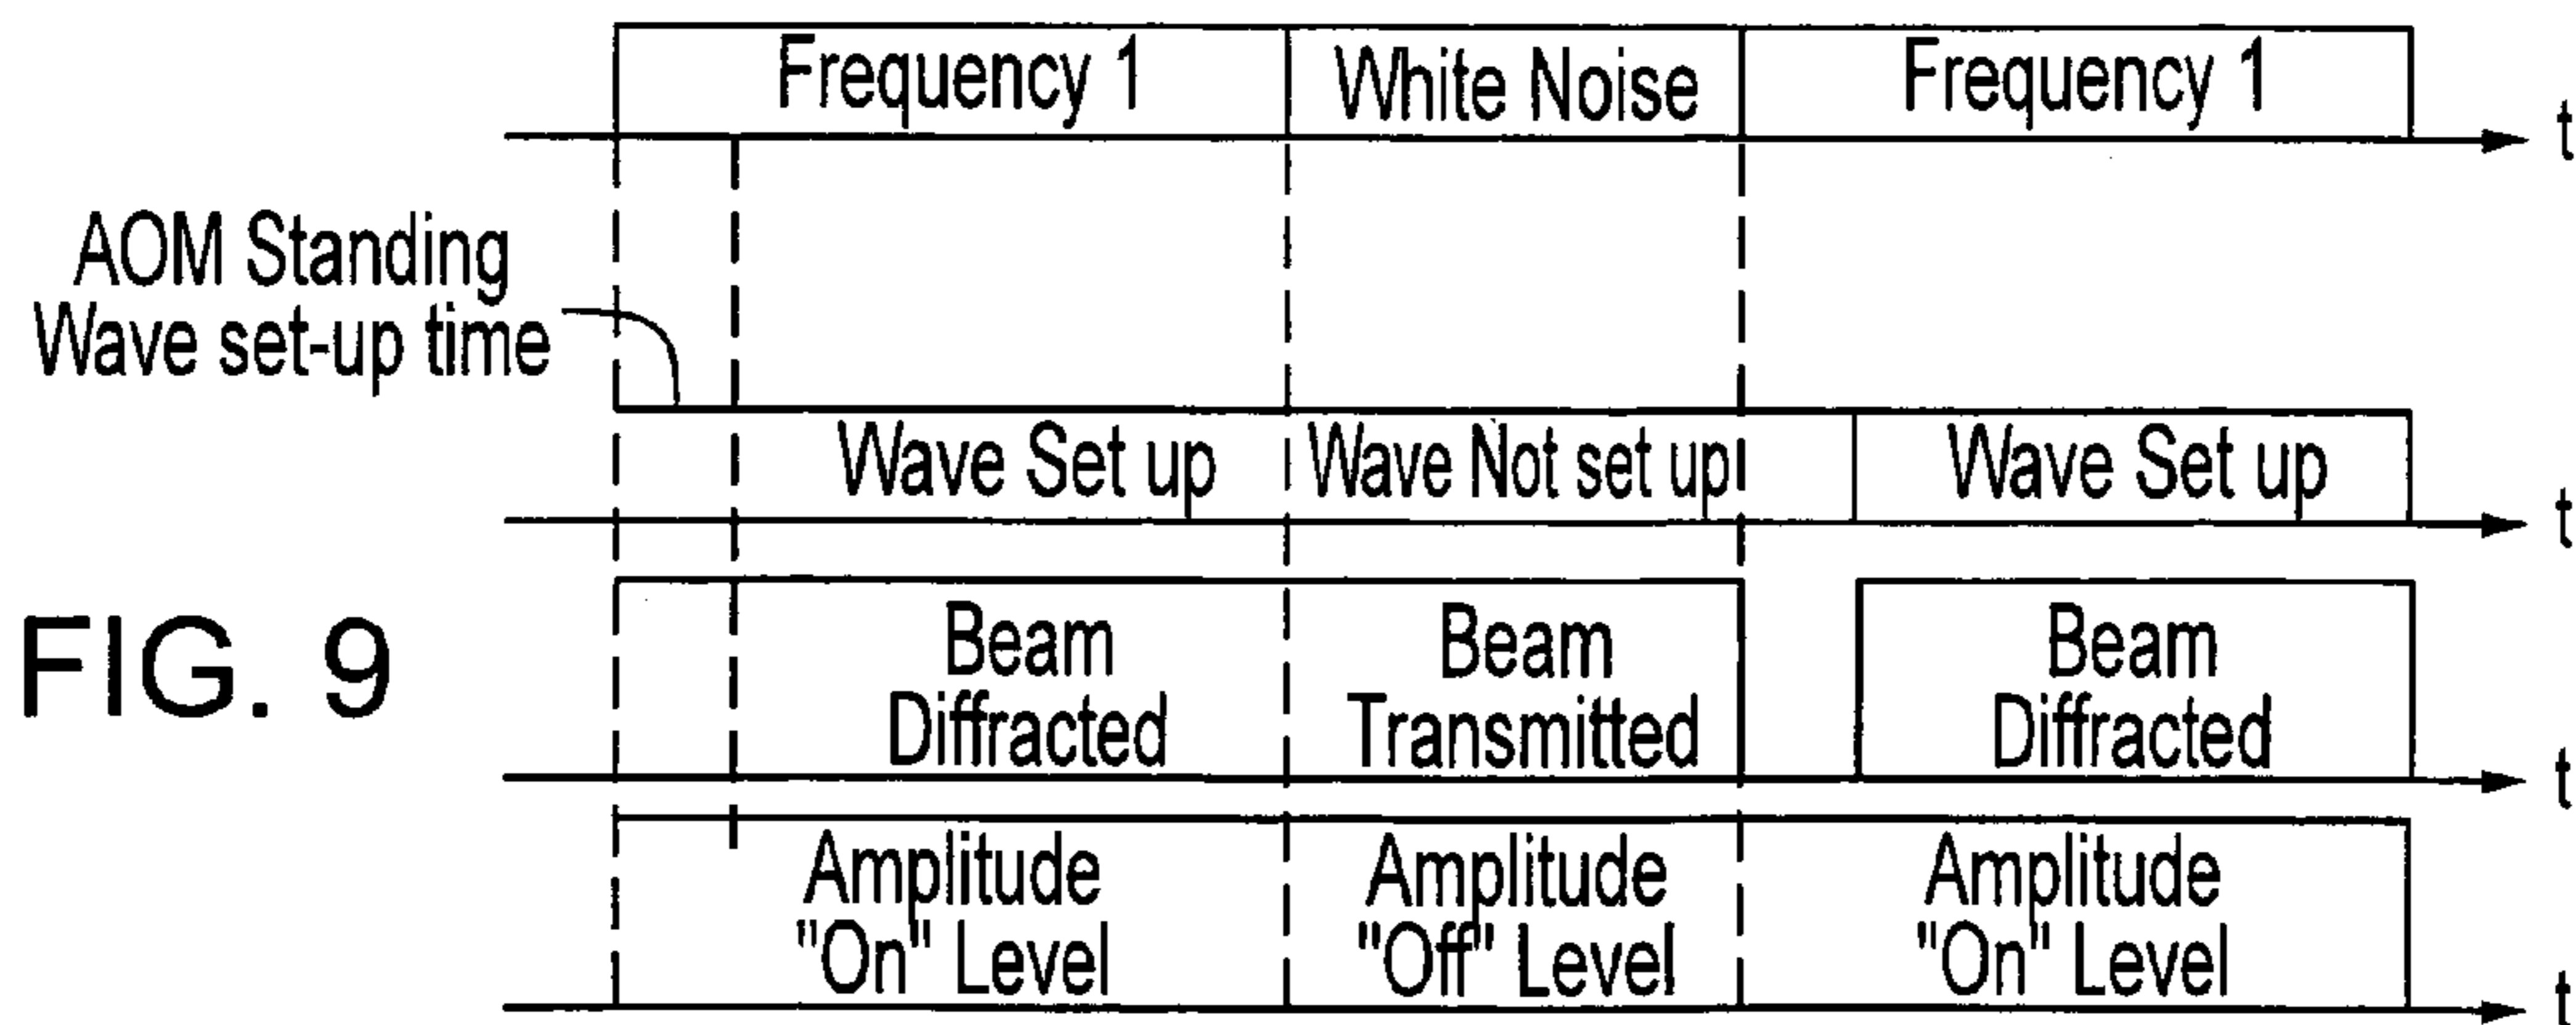 Frequency 1 White Noise Frequency 1
t
AOM Standing
Wave set-up time
Wave Set up Wave Not set up Wave Set up
t
FIG. 9
Beam Beam Beam
Diffracted Transmitted Diffracted
t
Amplitude Amplitude Amplitude
"On" Level "Off" Level "On" Level
t